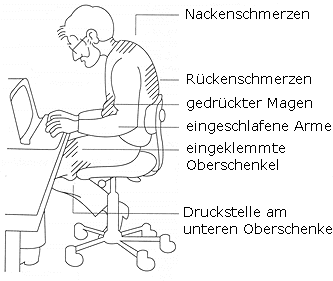 Nackenschmerzen
Rückenschmerzen
gedrückter Magen
eingeschlafene Arme
eingeklemmte
Oberschenkel
Druckstelle am
unteren Oberschenke